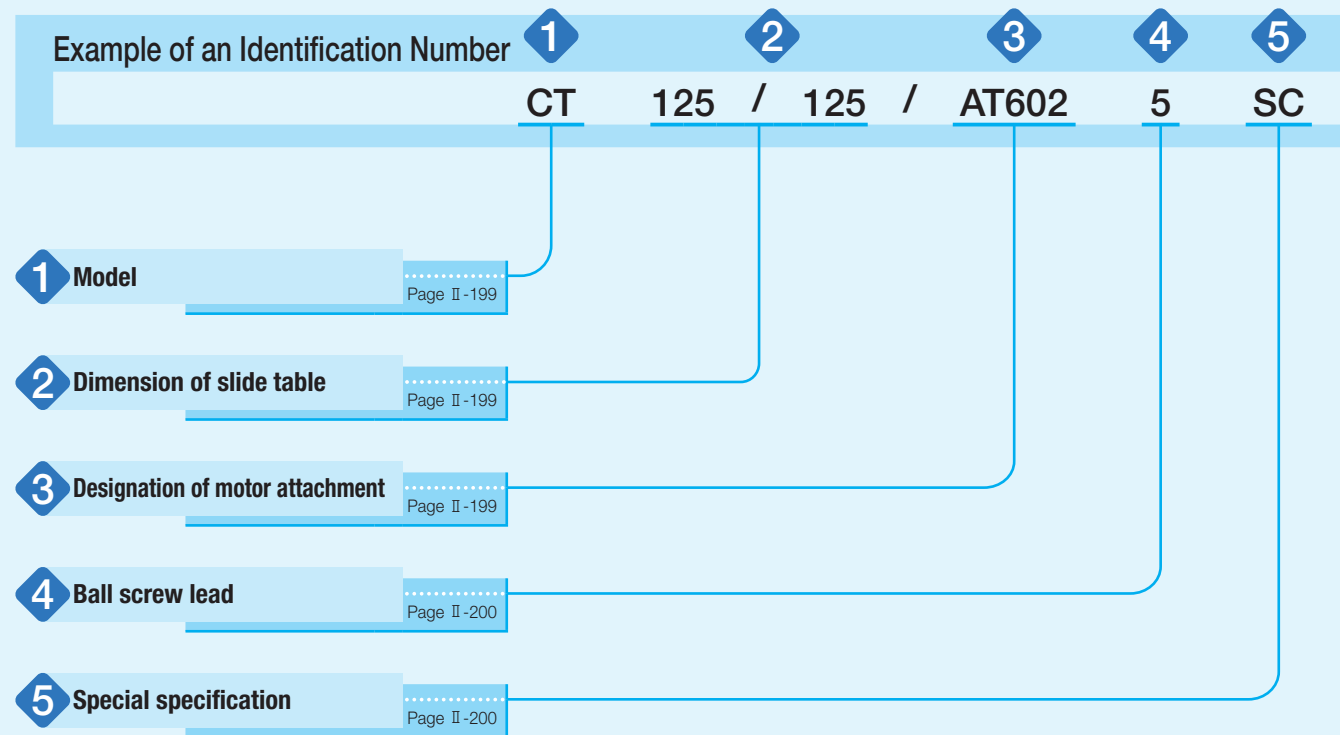 Example of an Identification Number 1 2 3 4 5
CT 125 / 125 / AT602 5 SC
1 Model
Page Ⅱ-199
2 Dimension of slide table
Page Ⅱ-199
3 Designation of motor attachment
Page Ⅱ-199
4 Ball screw lead
Page Ⅱ-200
5 Special specification
Page Ⅱ-200